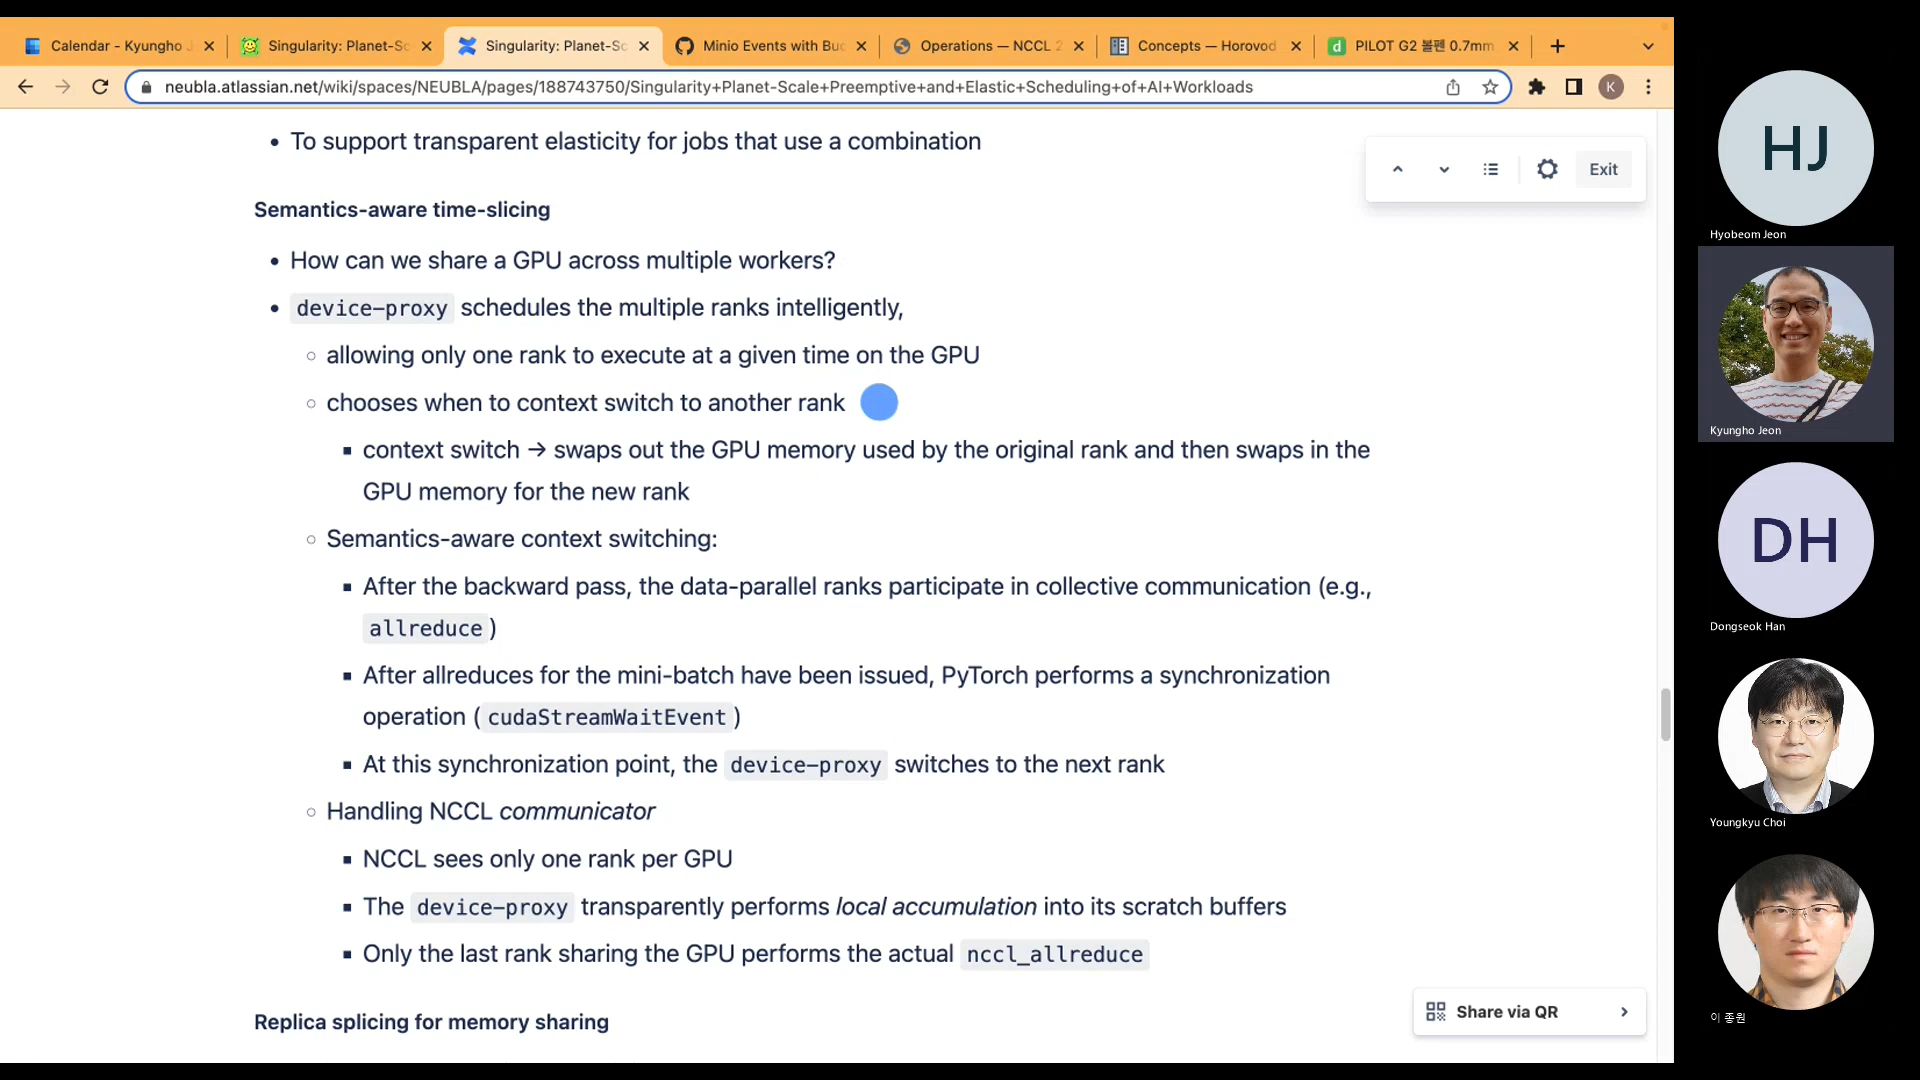 Calendar - Kyungho J
Singularity: Planet-Sc
Singularity: Planet-Sc
Minio Events with Buc
Operations — NCCL 2
Concepts — Horovod
PILOT G2 볼펜 0.7mm
neubla.atlassian.net/wiki/spaces/NEUBLA/pages/188743750/Singularity+Planet-Scale+Preemptive+and+Elastic+Scheduling+of+AI+Workloads
K
• To support transparent elasticity for jobs that use a combination
Exit
Semantics-aware time-slicing
• How can we share a GPU across multiple workers?
• device-proxy schedules the multiple ranks intelligently,
○ allowing only one rank to execute at a given time on the GPU
○ chooses when to context switch to another rank
▪ context switch → swaps out the GPU memory used by the original rank and then swaps in the
GPU memory for the new rank
○ Semantics-aware context switching:
▪ After the backward pass, the data-parallel ranks participate in collective communication (e.g.,
allreduce)
▪ After allreduces for the mini-batch have been issued, PyTorch performs a synchronization
operation (cudaStreamWaitEvent)
▪ At this synchronization point, the device-proxy switches to the next rank
○ Handling NCCL communicator
▪ NCCL sees only one rank per GPU
▪ The device-proxy transparently performs local accumulation into its scratch buffers
▪ Only the last rank sharing the GPU performs the actual nccl_allreduce
Replica splicing for memory sharing
Share via QR
HJ
Hyobeom Jeon
Kyungho Jeon
DH
Dongseok Han
Youngkyu Choi
이 종원